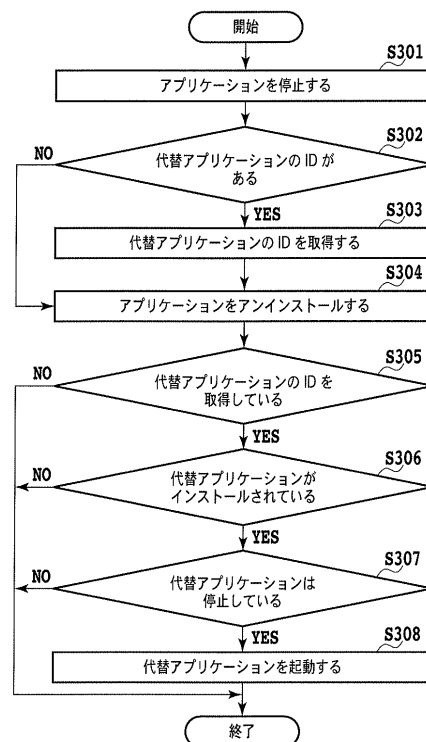 開始
S301
アプリケーションを停止する
S302
代替アプリケーションの ID が
ある
NO
YES
S303
代替アプリケーションの ID を取得する
S304
アプリケーションをアンインストールする
S305
代替アプリケーションの ID を
取得している
NO
YES
S306
代替アプリケーションが
インストールされている
NO
YES
S307
代替アプリケーションは
停止している
NO
YES
S308
代替アプリケーションを起動する
終了